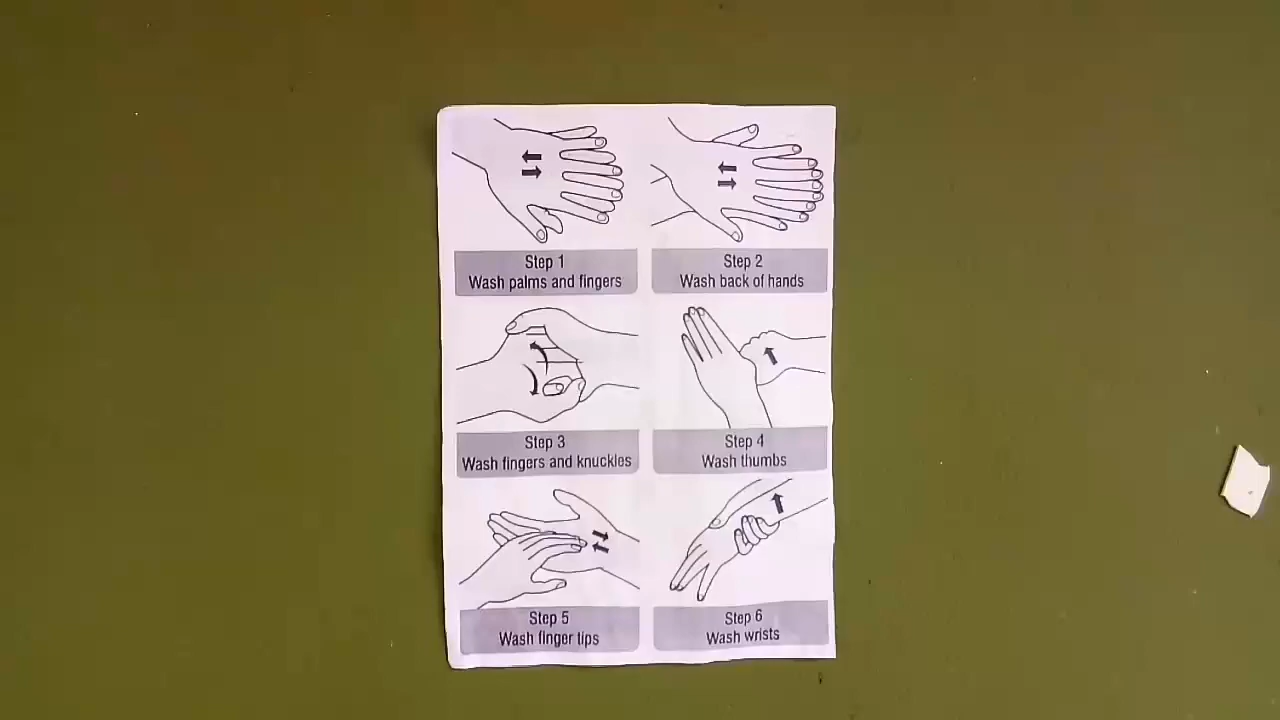 Step 1
Wash palms and fingers
Step 2
Wash back of hands
Step 3
Wash fingers and knuckles
Step 4
Wash thumbs
Step 5
Wash finger tips
Step 6
Wash wrists